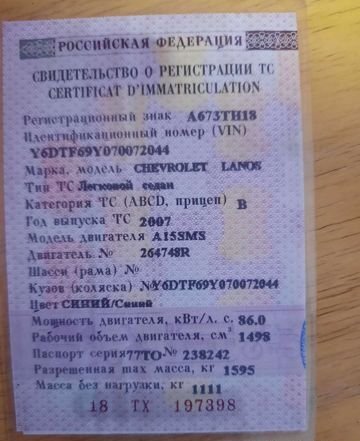 РОССИЙСКАЯ ФЕДЕРАЦИЯ
СВИДЕТЕЛЬСТВО О РЕГИСТРАЦИИ ТС
CERTIFICAT D'IMMATRICULATION
Регистрационный знак А673ТН18
Идентификационный номер (VIN)
Y6DTF69Y070072044
Марка, модель CHEVROLET LANOS
Тип ТС Легковой седан
Категория ТС (ABCD, прицеп) B
Год выпуска ТС 2007
Модель двигателя A15SMS
Двигатель № 264748R
Шасси (рама) №
Кузов (коляска) № Y6DTF69Y070072044
Цвет СИНИЙ/Синий
Мощность двигателя, кВт/л. с. 86.0
Рабочий объем двигателя, см³ 1498
Паспорт серия 77ТО № 238242
Разрешенная max масса, кг 1595
Масса без нагрузки, кг 1111
18 ТХ 197398